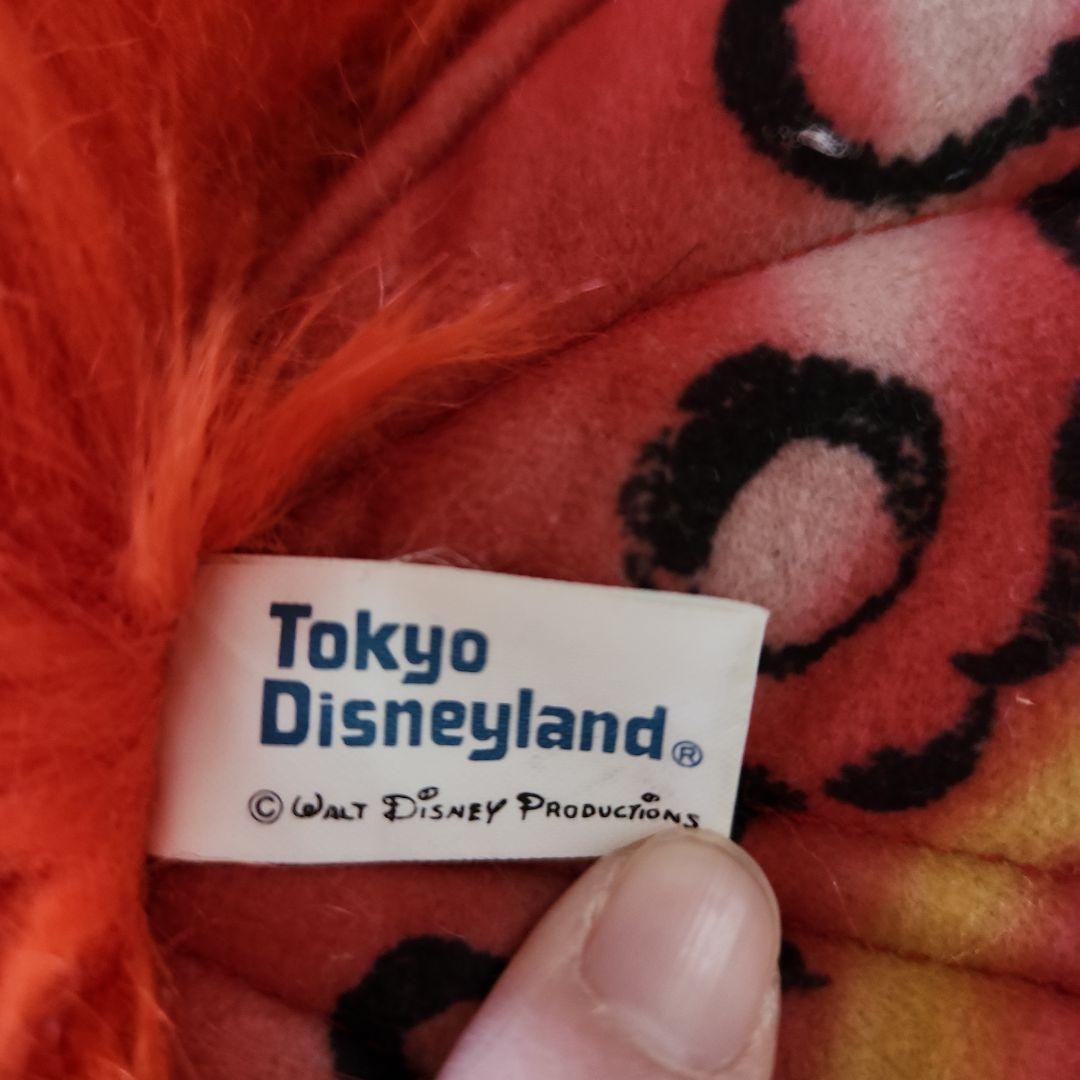 Tokyo
Disneyland®
© Walt Disney Productions